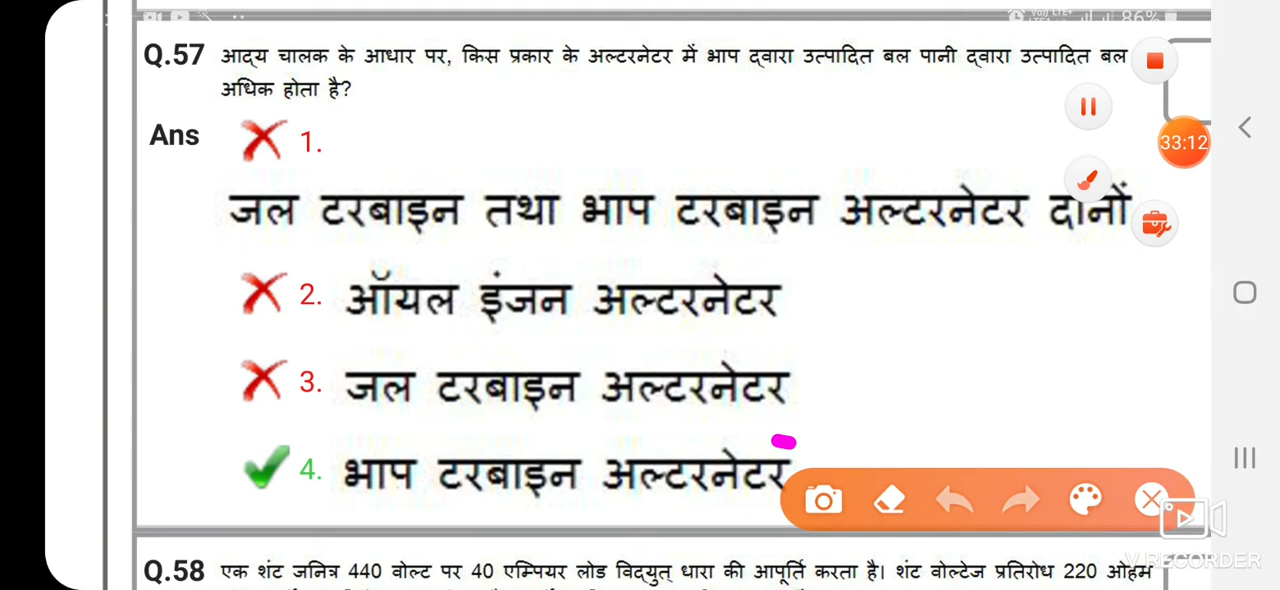 86%
Q.57 आद्य चालक के आधार पर, किस प्रकार के अल्टरनेटर में भाप द्वारा उत्पादित बल पानी द्वारा उत्पादित बल
अधिक होता है?
Ans 1.
33:12
जल टरबाइन तथा भाप टरबाइन अल्टरनेटर दोनों
2. ऑयल इंजन अल्टरनेटर
3. जल टरबाइन अल्टरनेटर
4. भाप टरबाइन अल्टरनेटर
V RECORDER
Q.58 एक शंट जनित्र 440 वोल्ट पर 40 एम्पियर लोड विद्युत् धारा की आपूर्ति करता है। शंट वोल्टेज प्रतिरोध 220 ओहम